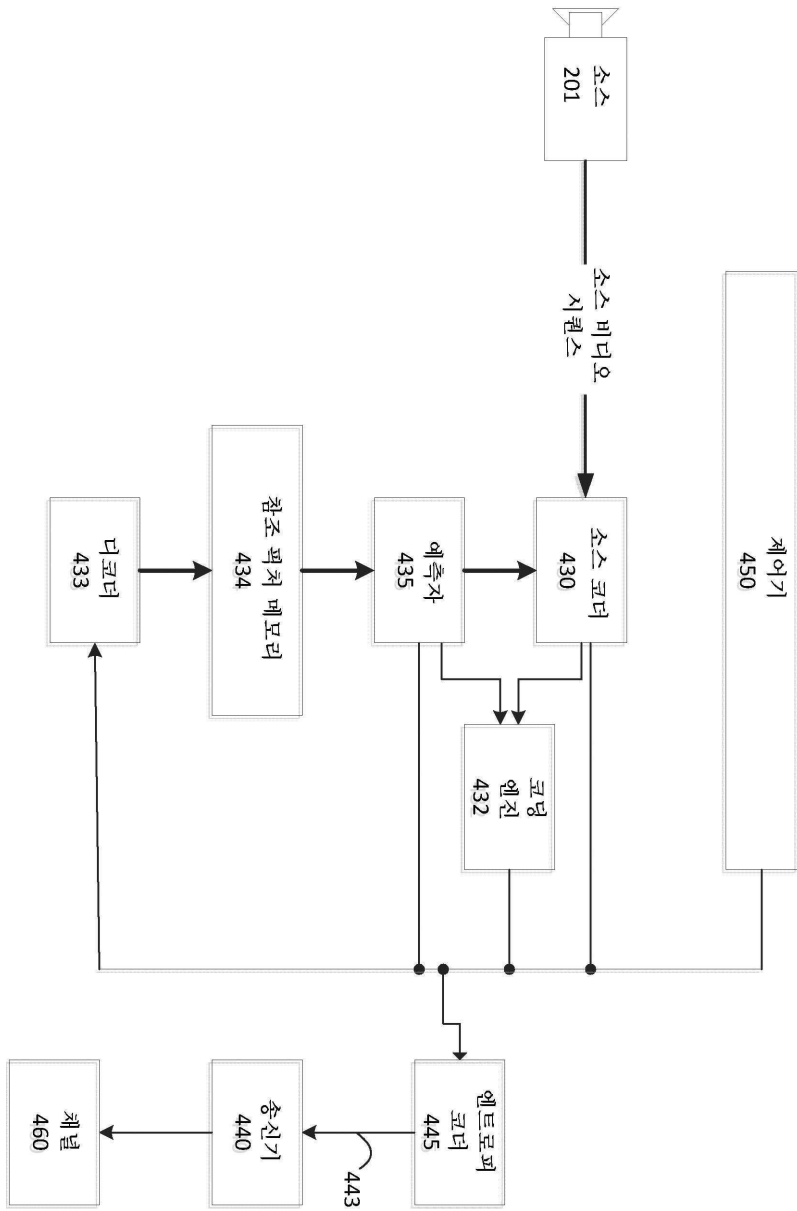 소스
201
소스 비디오
시퀀스
제어기
450
소스 코더
430
예측자
435
참조 픽처 메모리
434
디코더
433
코딩
엔진
432
엔트로피
코더
445
443
송신기
440
채널
460